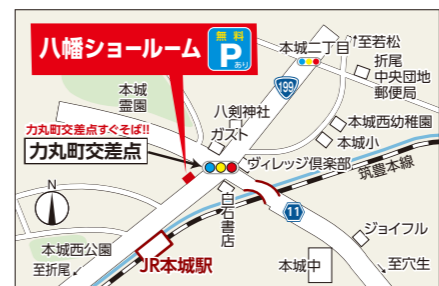 八幡ショールーム
無料
P
あり
本城二丁目
至若松
折尾
中央団地
郵便局
199
本城
霊園
八剣神社
ガスト
本城西幼稚園
本城小
力丸町交差点すぐそば!!
力丸町交差点
ヴィレッジ倶楽部
筑豊本線
N
白石書店
11
ジョイフル
本城西公園
至折尾
JR本城駅
本城中
至穴生